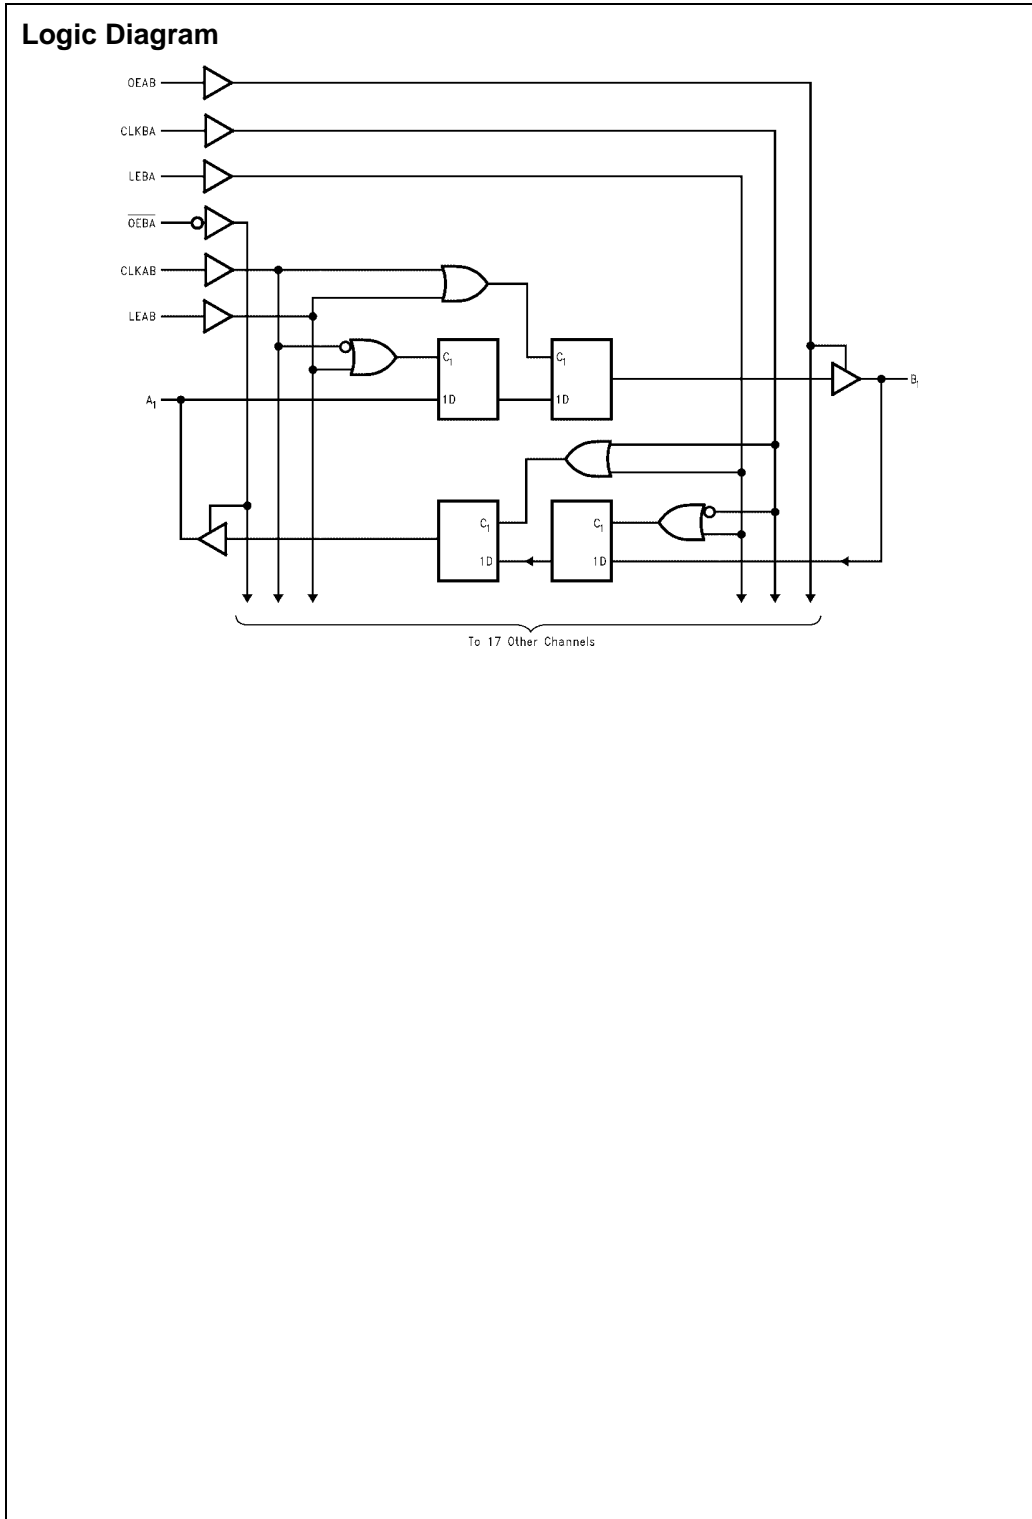 Logic Diagram
OEAB
CLKBA
LEBA
O̅E̅B̅A̅
CLKAB
LEAB
C₁
C₁
A₁
1D
1D
B₁
C₁
C₁
1D
1D
To 17 Other Channels